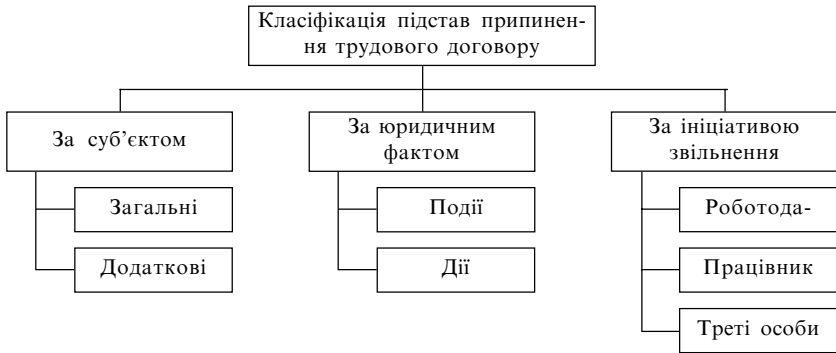 Класифікація підстав припинен-
ня трудового договору
За суб’єктом
Загальні
Додаткові
За юридичним
фактом
Події
Дії
За ініціативою
звільнення
Роботода-
Працівник
Треті особи